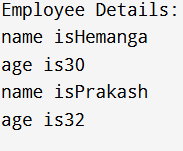 Employee Details:
name isHemanga
age is30
name isPrakash
age is32